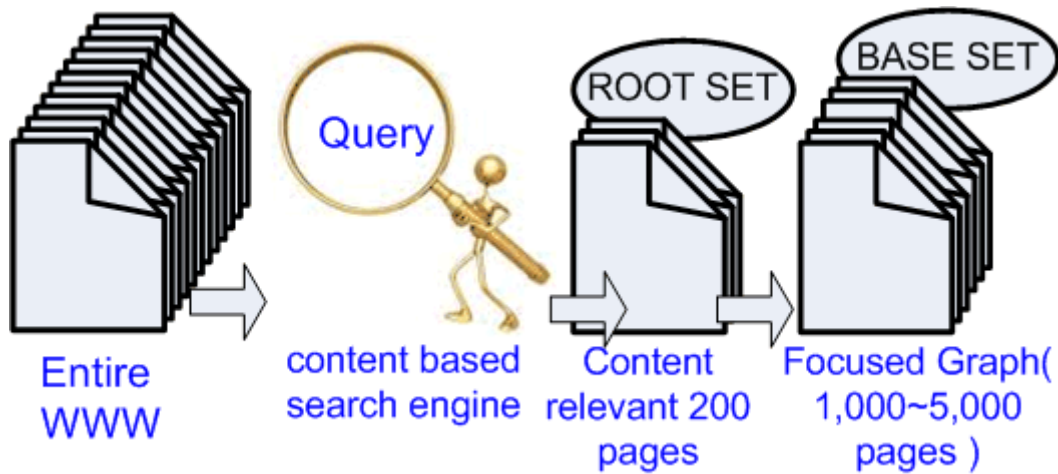 Query
ROOT SET
BASE SET
Entire
WWW
content based
search engine
Content
relevant 200
pages
Focused Graph(
1,000~5,000
pages )